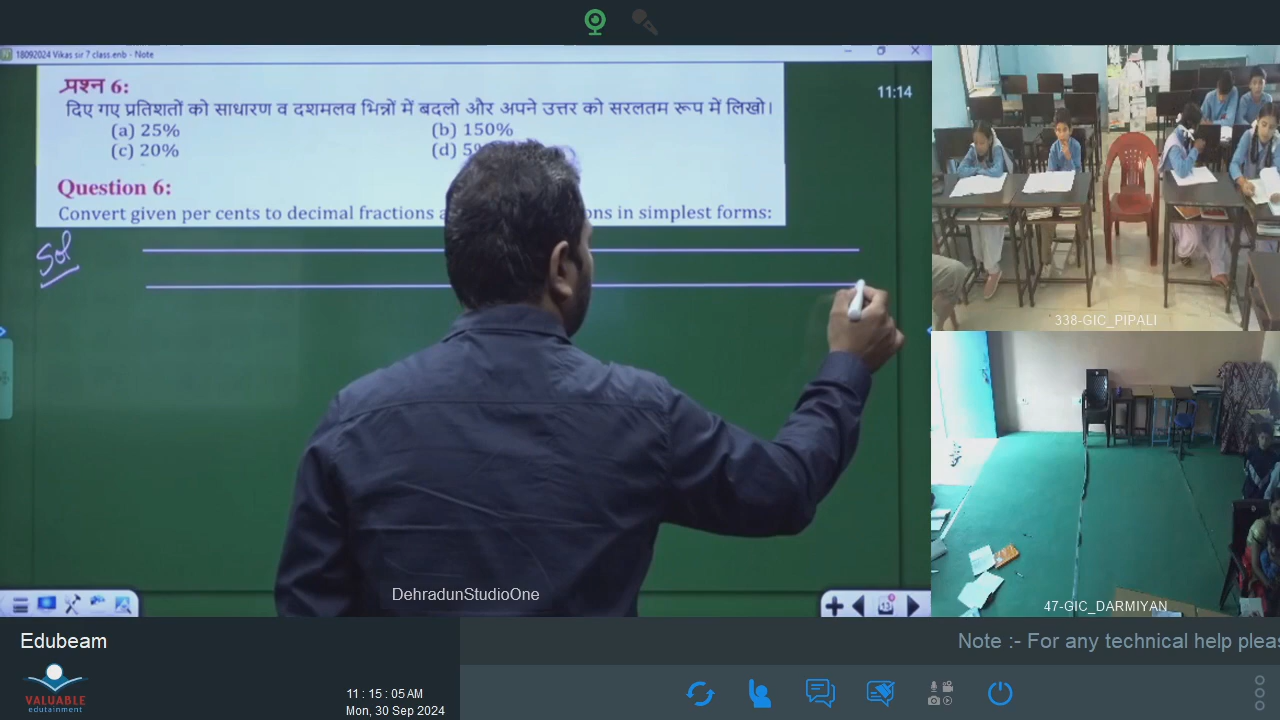 18092024 Vikas sir 7 class.enb - Note
प्रश्न 6:
11:14
दिए गए प्रतिशतों को साधारण व दशमलव भिन्नों में बदलो और अपने उत्तर को सरलतम रूप में लिखो।
(a) 25%
(b) 150%
(c) 20%
(d) 5%
Question 6:
Convert given per cents to decimal fractions in simplest forms:
Sol
338-GIC_PIPALI
DehradunStudioOne
47-GIC_DARMIYAN
Edubeam
Note :- For any technical help
VALUABLE
edutainment
11 : 15 : 05 AM
Mon, 30 Sep 2024